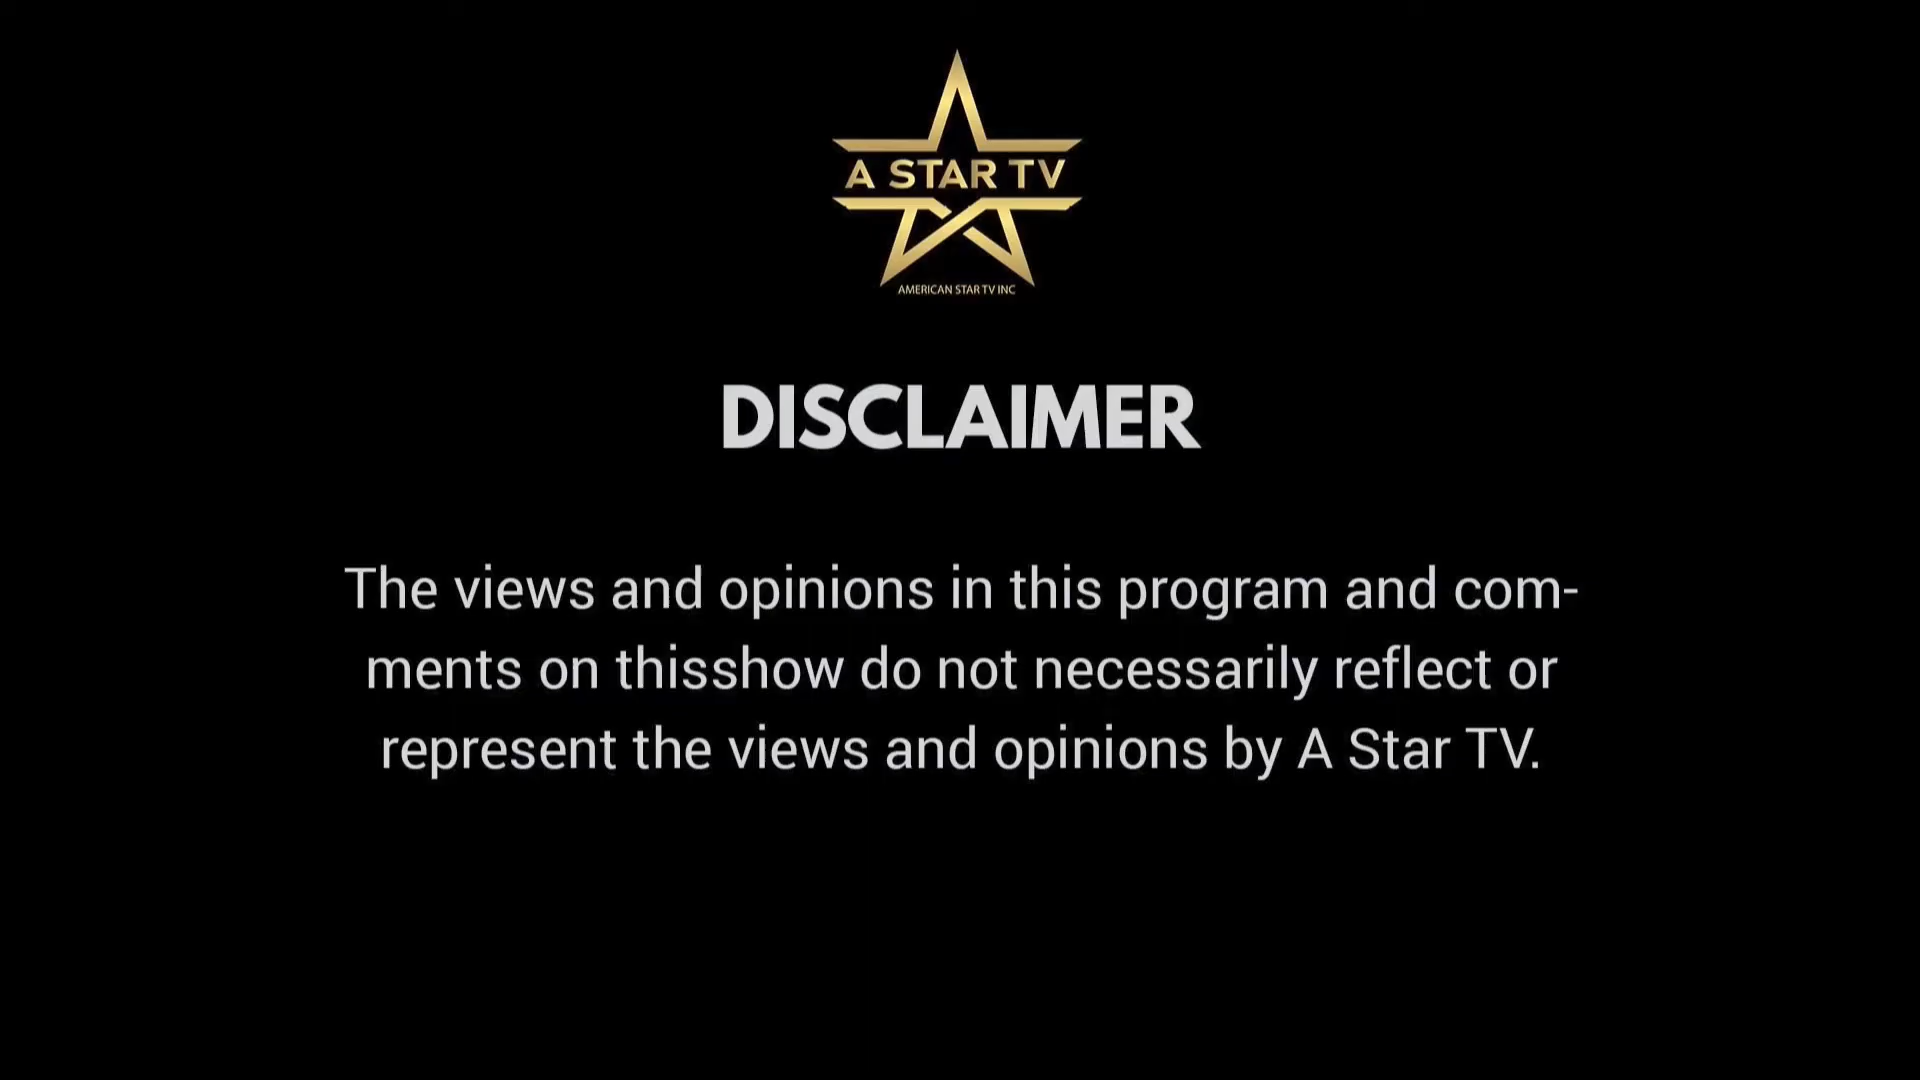 A STAR TV
AMERICAN STAR TV INC
DISCLAIMER
The views and opinions in this program and com-
ments on thisshow do not necessarily reflect or
represent the views and opinions by A Star TV.